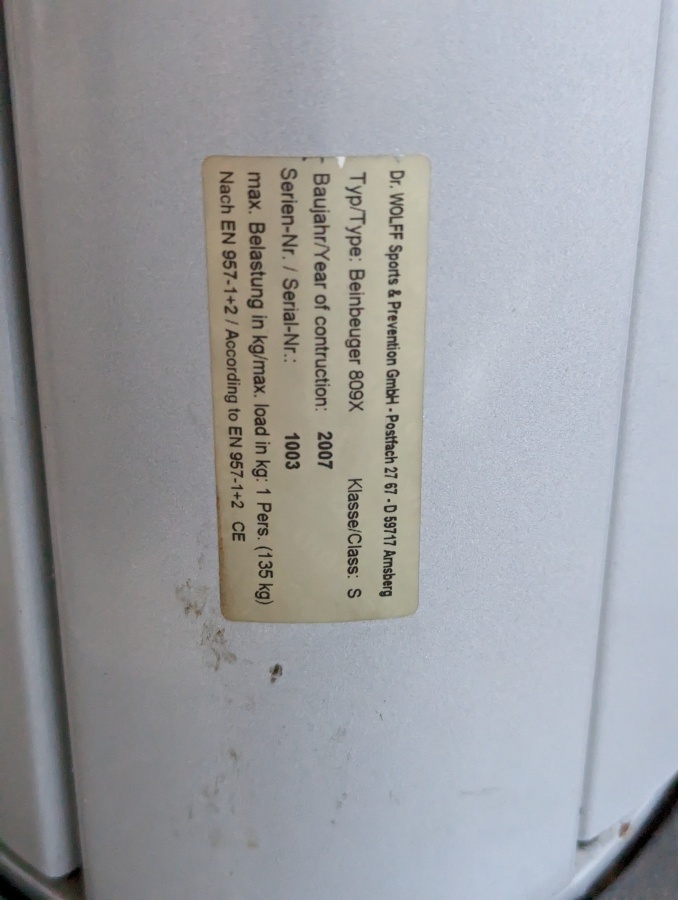 Dr. WOLFF Sports & Prevention GmbH - Postfach 27 67 - D 59717 Arnsberg
Typ/Type: Beinbeuger 809X Klasse/Class: S
Baujahr/Year of contruction: 2007
Serien-Nr. / Serial-Nr.: 1003
max. Belastung in kg/max. load in kg: 1 Pers. (135 kg)
Nach EN 957-1+2 / According to EN 957-1+2 CE